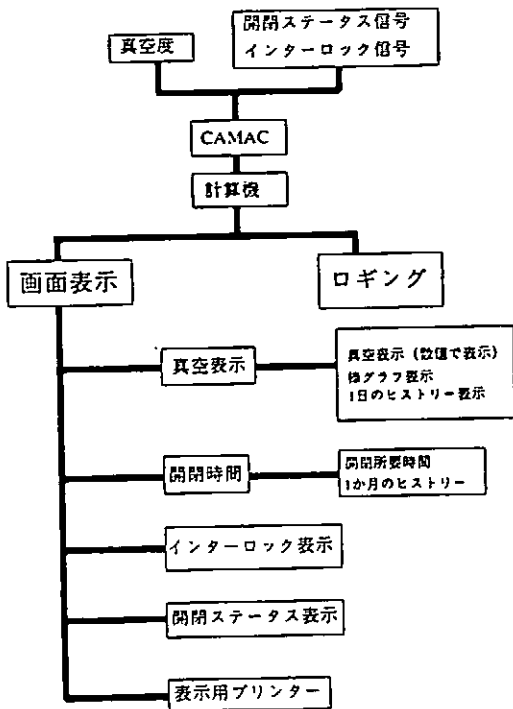 真空度
開閉ステータス信号
インターロック信号
CAMAC
計算機
画面表示
ロギング
真空表示
真空表示（数値で表示）
棒グラフ表示
1日のヒストリー表示
開閉時間
開閉所要時間
1か月のヒストリー
インターロック表示
開閉ステータス表示
表示用プリンター